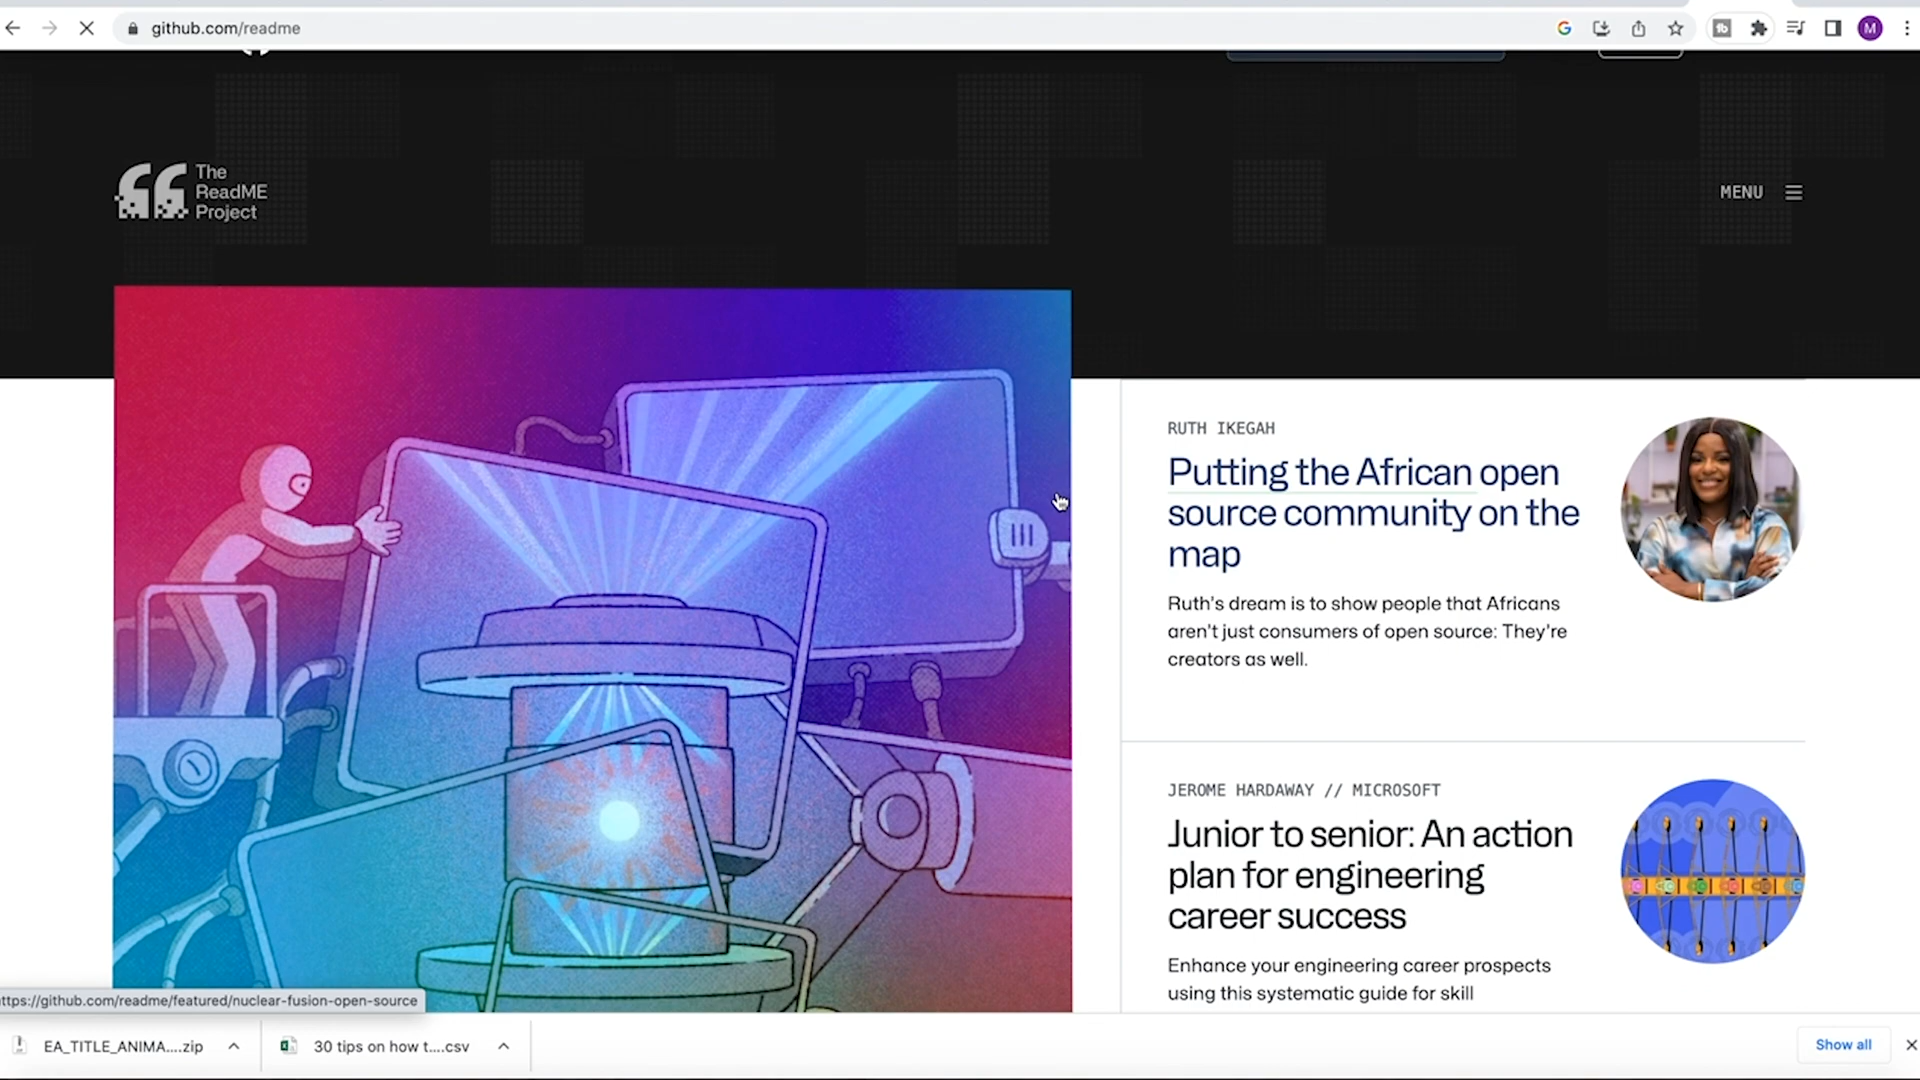 github.com/readme
M
The
ReadME
Project
MENU
RUTH IKEGAH
Putting the African open
source community on the
map
Ruth's dream is to show people that Africans
aren't just consumers of open source: They're
creators as well.
JEROME HARDAWAY // MICROSOFT
Junior to senior: An action
plan for engineering
career success
Enhance your engineering career prospects
using this systematic guide for skill
ttps://github.com/readme/featured/nuclear-fusion-open-source
EA_TITLE_ANIMA....zip
30 tips on how t....csv
Show all